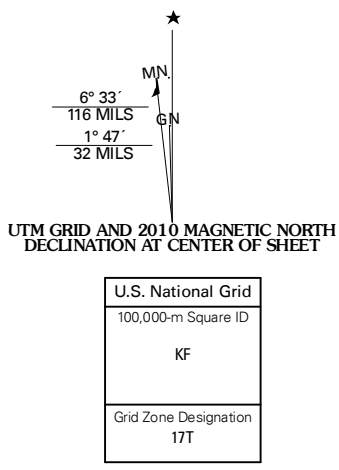 ★
MN.
6° 33´
116 MILS
GN
1° 47´
32 MILS
UTM GRID AND 2010 MAGNETIC NORTH
DECLINATION AT CENTER OF SHEET
U.S. National Grid
100,000-m Square ID
KF
Grid Zone Designation
17T